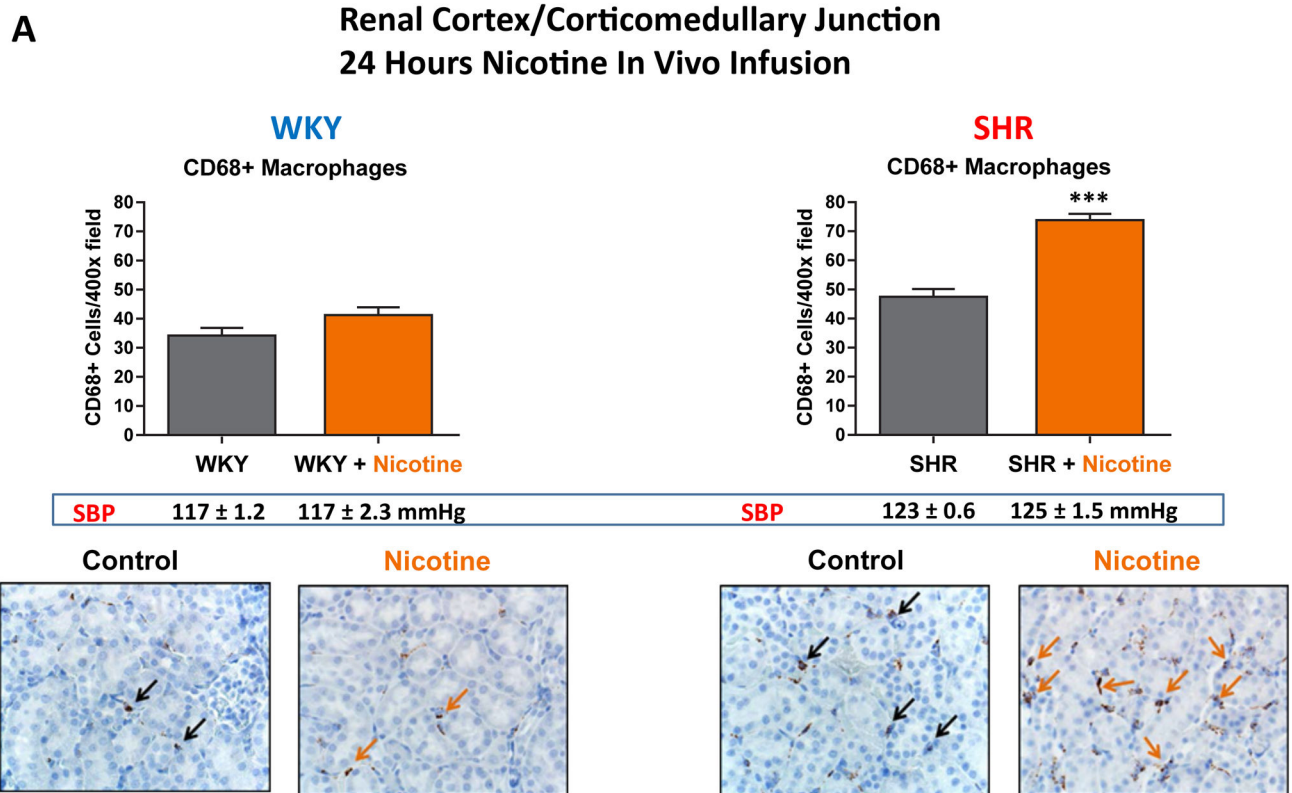 A
Renal Cortex/Corticomedullary Junction
24 Hours Nicotine In Vivo Infusion
WKY
CD68+ Macrophages
CD68+ Cells/400x field
80
70
60
50
40
30
20
10
0
WKY
WKY + Nicotine
SHR
CD68+ Macrophages
***
CD68+ Cells/400x field
80
70
60
50
40
30
20
10
0
SHR
SHR + Nicotine
SBP 117 ± 1.2 117 ± 2.3 mmHg SBP 123 ± 0.6 125 ± 1.5 mmHg
Control
Nicotine
Control
Nicotine